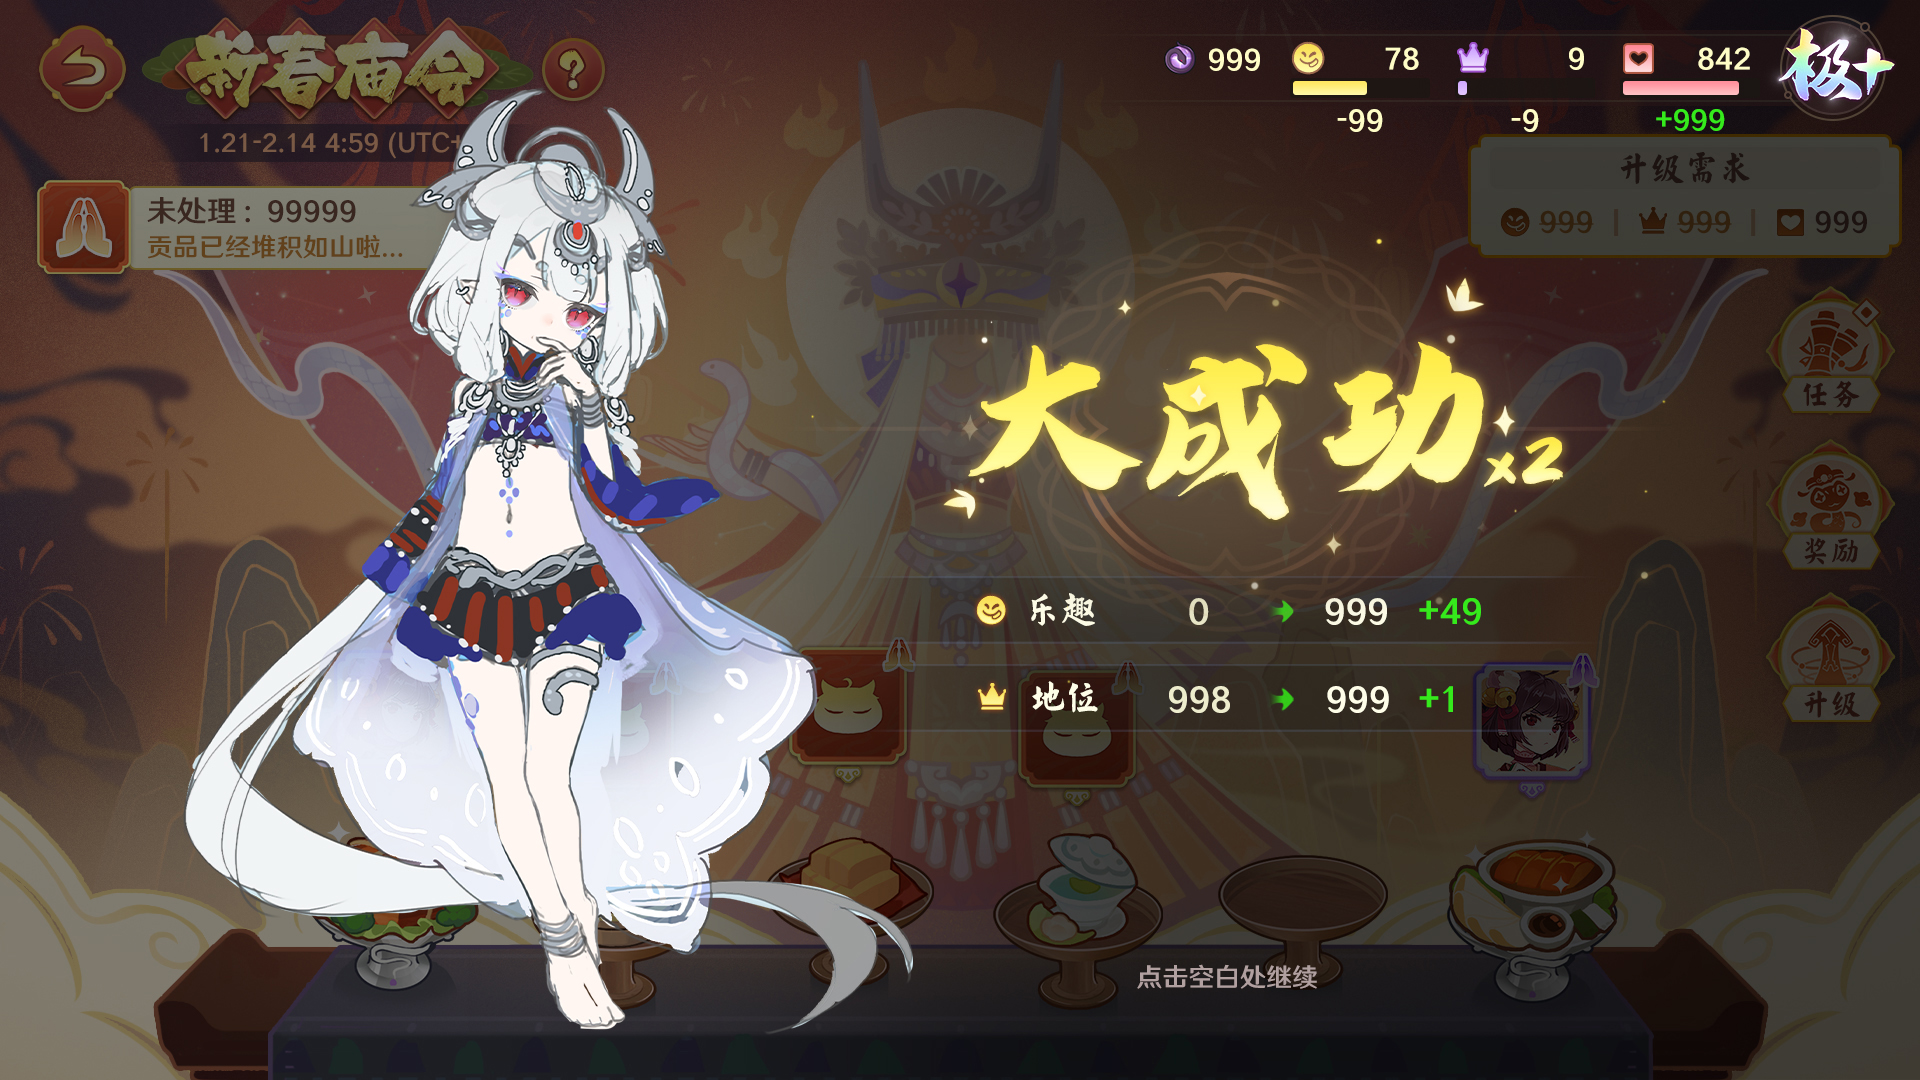 新春庙会
?
1.21-2.14 4:59 (UTC+
未处理：99999
贡品已经堆积如山啦...
999
78
9
842
极+
-99
-9
+999
升级需求
999 | 999 | 999
任务
奖励
升级
大成功x2
乐趣 0 999 +49
地位 998 999 +1
点击空白处继续